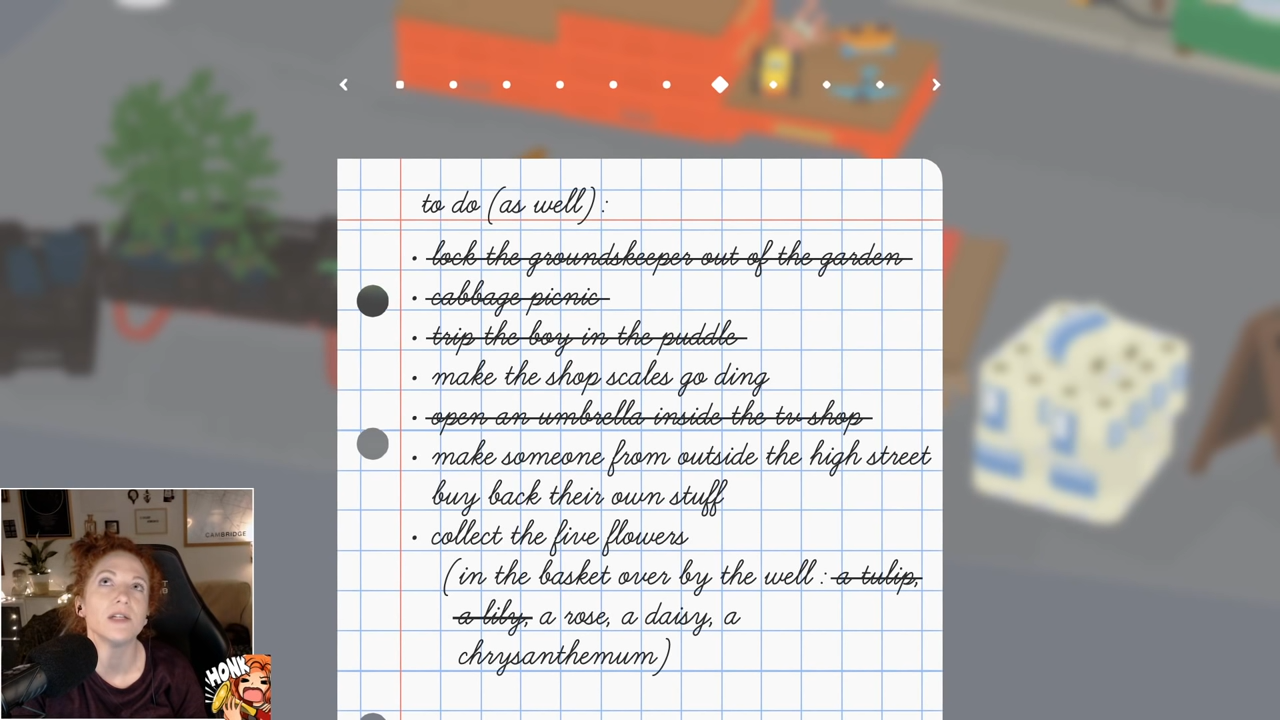 to do (as well) :
• lock the groundskeeper out of the garden
• cabbage picnic
• trip the boy in the puddle
• make the shop scales go ding
• open an umbrella inside the tv shop
• make someone from outside the high street
buy back their own stuff
• collect the five flowers
(in the basket over by the well : a tulip,
a lily, a rose, a daisy, a
chrysanthemum)
CAMBRIDGE
HONK